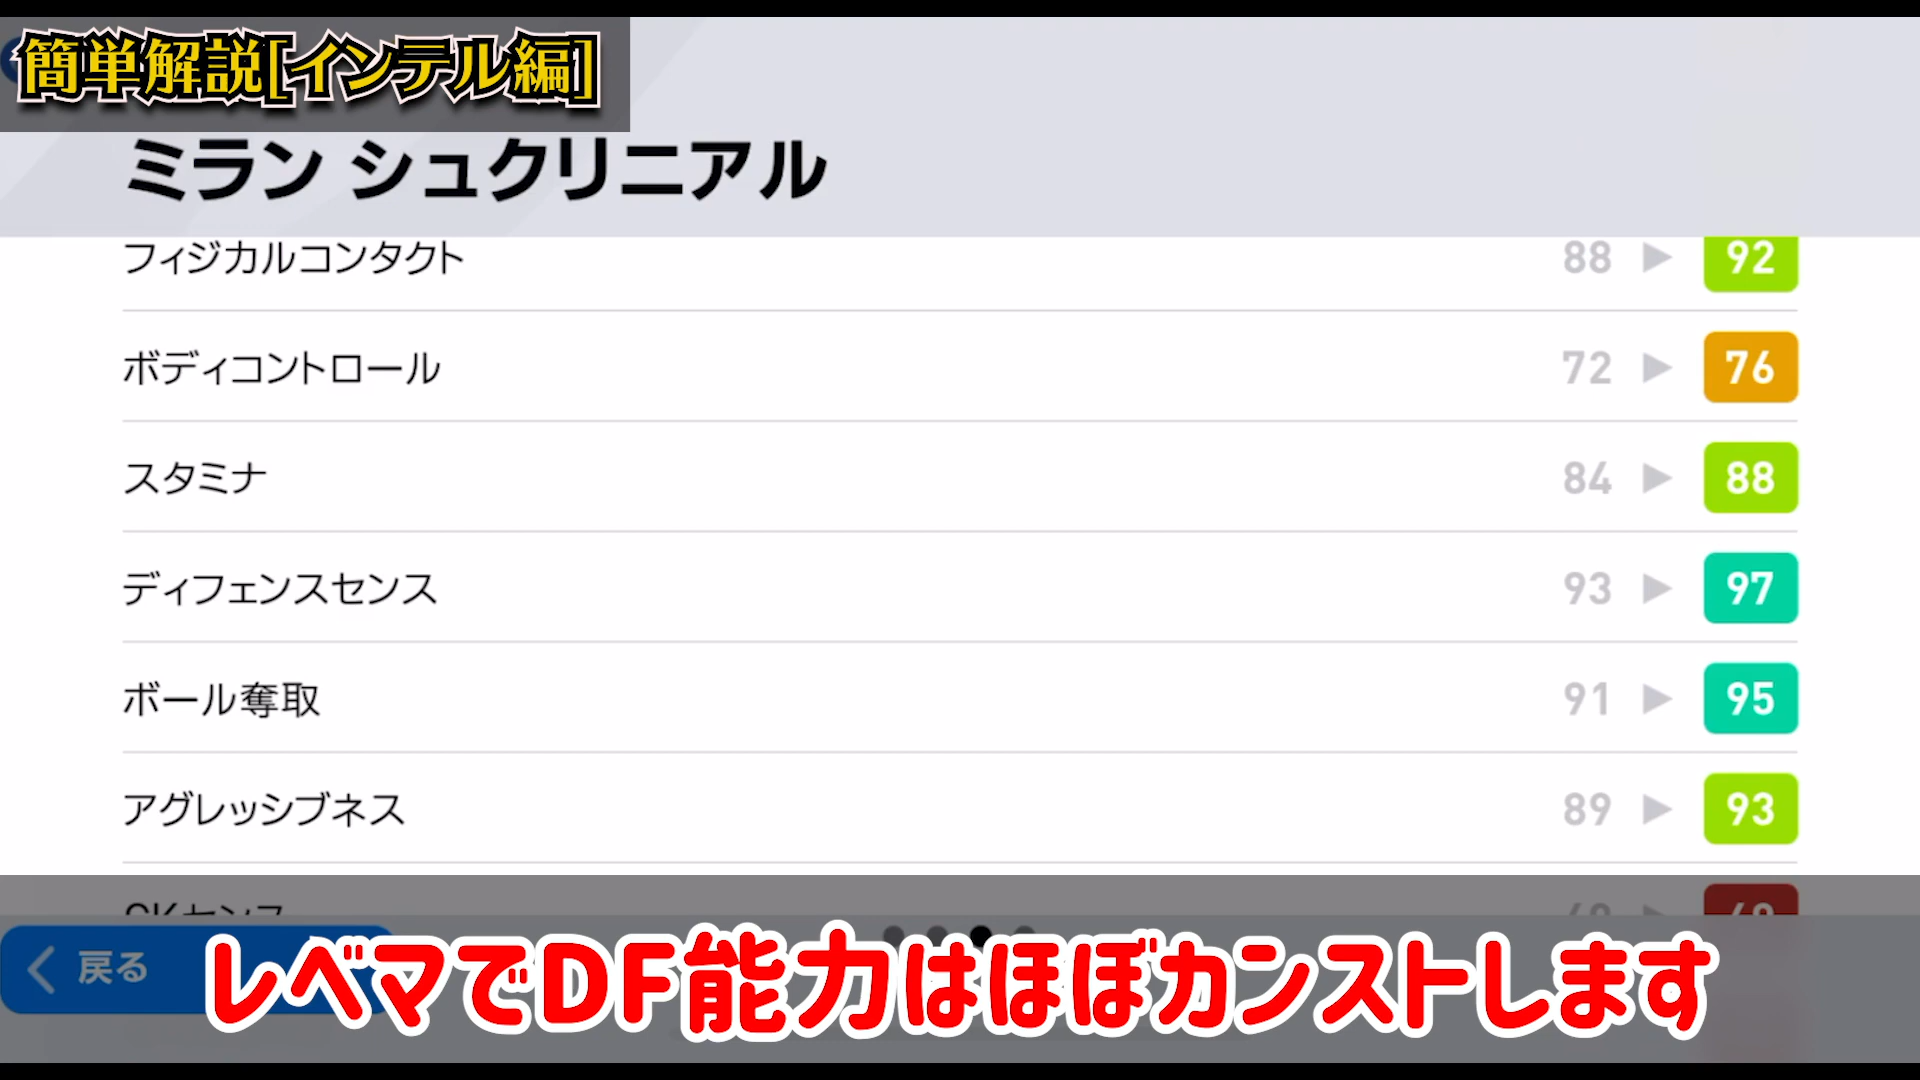 簡単解説[インテル編]
ミラン シュクリニアル
フィジカルコンタクト 88 ▶ 92
ボディコントロール 72 ▶ 76
スタミナ 84 ▶ 88
ディフェンスセンス 93 ▶ 97
ボール奪取 91 ▶ 95
アグレッシブネス 89 ▶ 93
戻る
レベマでDF能力はほぼカンストします